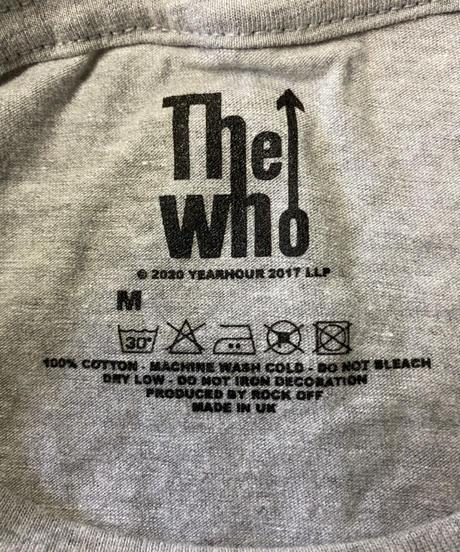 The
who
© 2020 YEARHOUR 2017 LLP
M
30°
100% COTTON - MACHINE WASH COLD - DO NOT BLEACH
DRY LOW - DO NOT IRON DECORATION
PRODUCED BY ROCK OFF
MADE IN UK